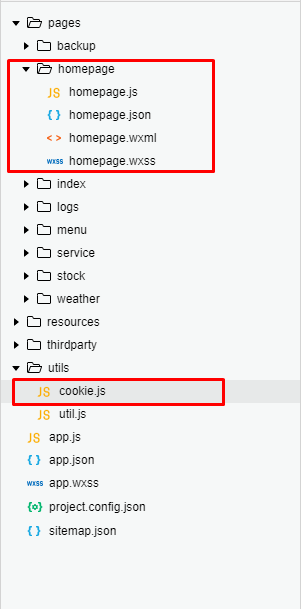 pages
backup
homepage
JS homepage.js
{ } homepage.json
< > homepage.wxml
wxss homepage.wxss
index
logs
menu
service
stock
weather
resources
thirdparty
utils
JS cookie.js
JS util.js
JS app.js
{ } app.json
wxss app.wxss
{o} project.config.json
{ } sitemap.json